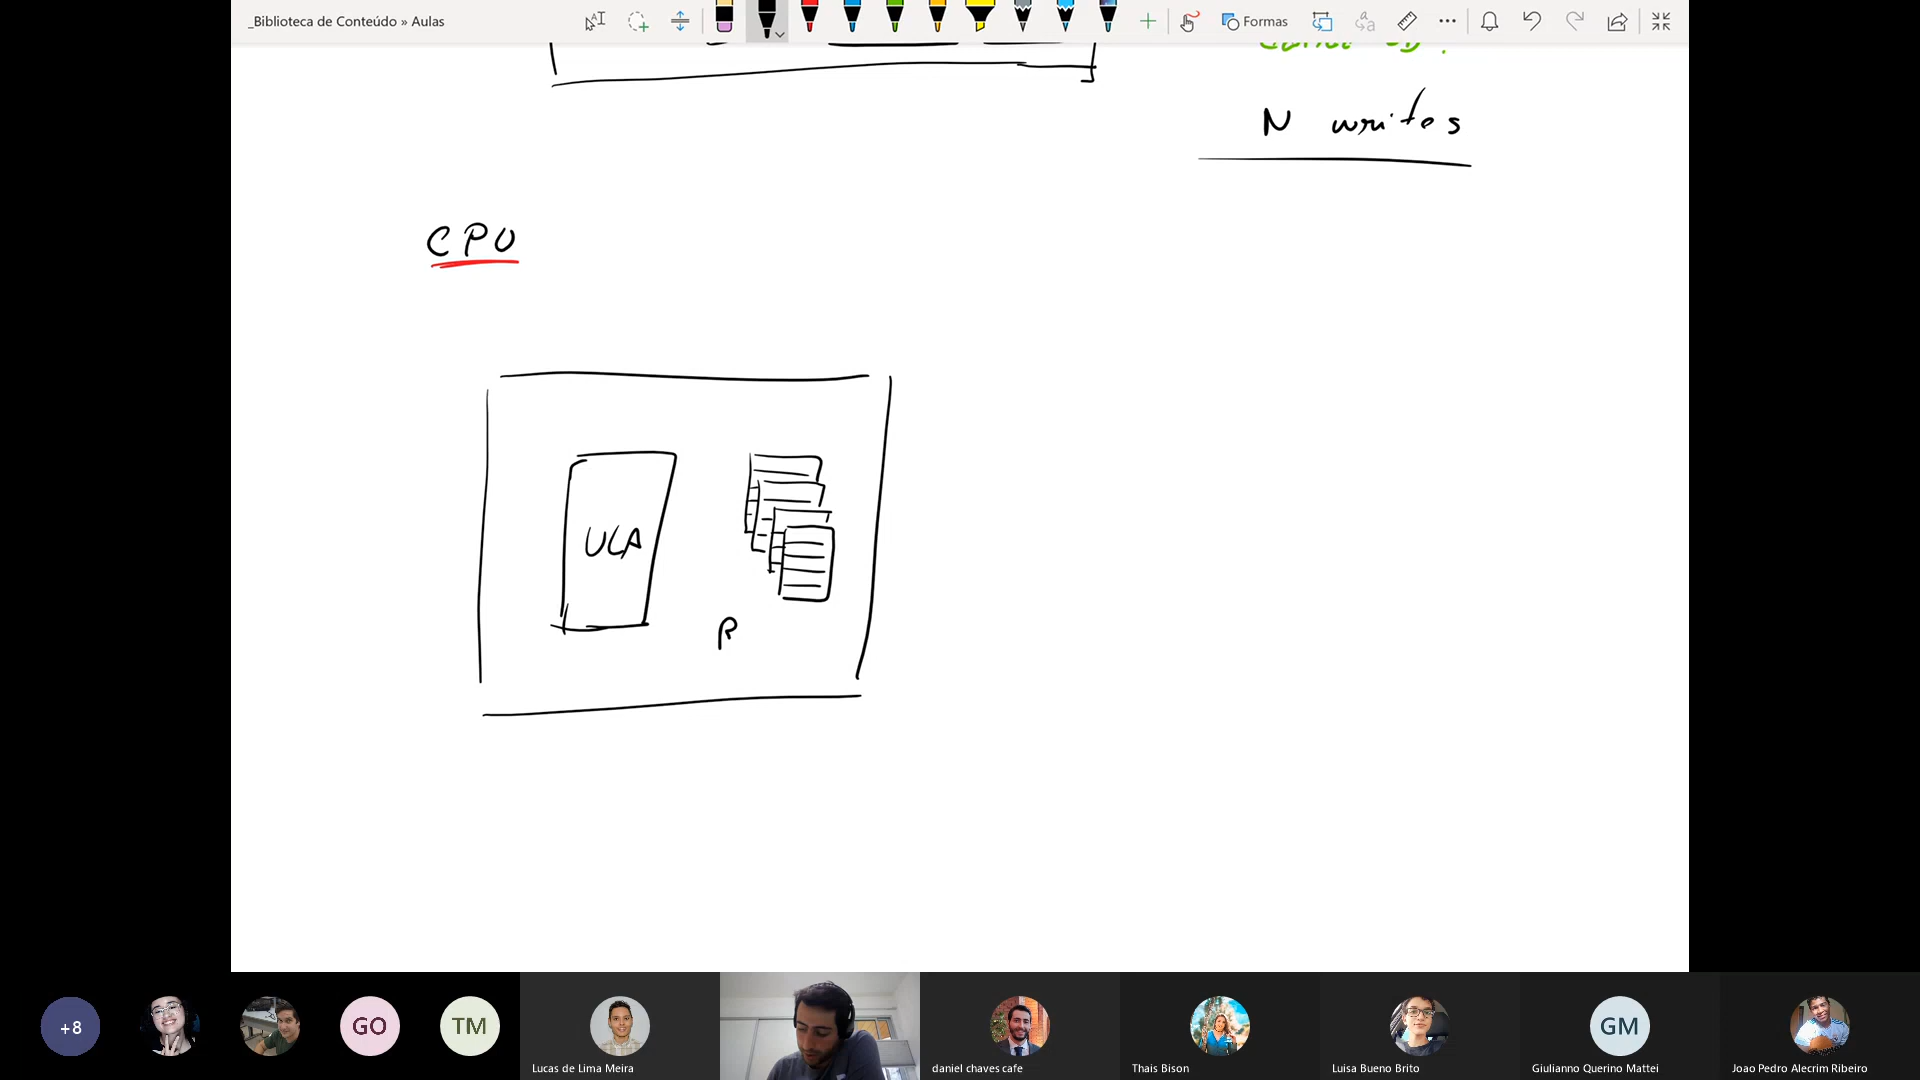 _Biblioteca de Conteúdo » Aulas
Formas
N writes
CPU
ULA
R
+8
GO
TM
GM
Lucas de Lima Meira
daniel chaves cafe
Thais Bison
Luisa Bueno Brito
Giulianno Querino Mattei
Joao Pedro Alecrim Ribeiro